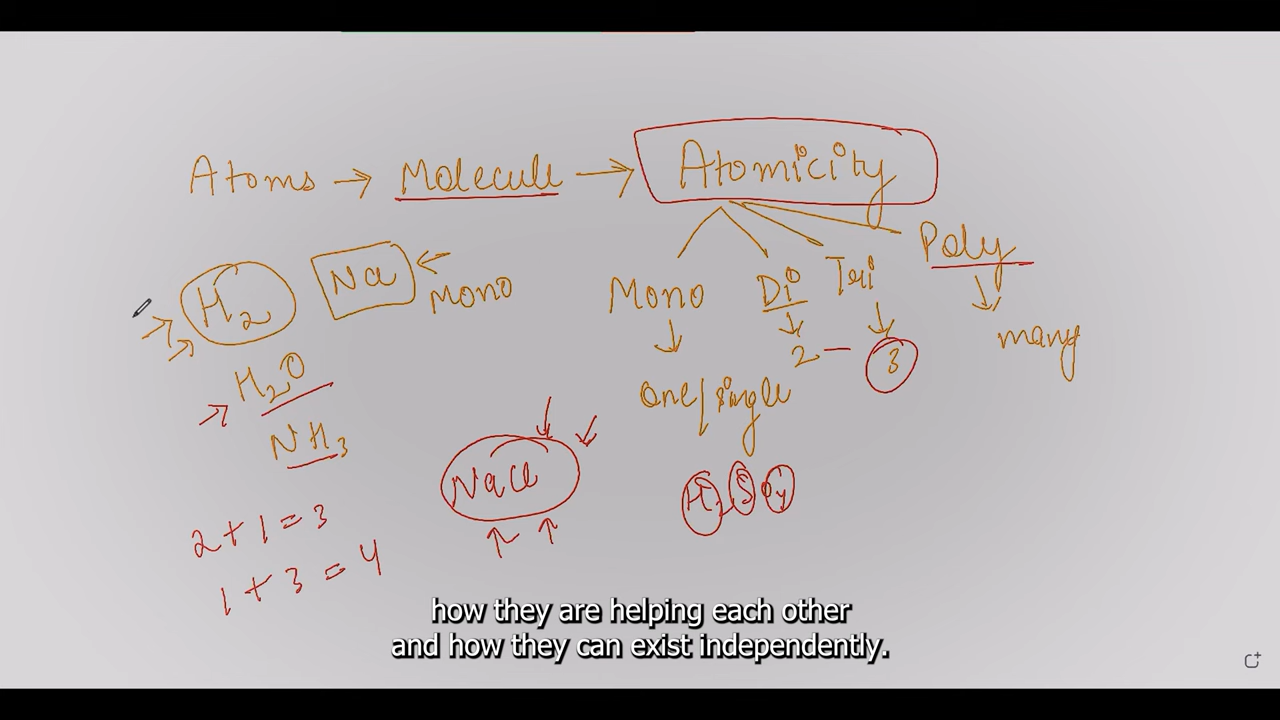 Atoms → Molecule → Atomicity
H₂ Na ← Mono
Mono Di Tri Poly
One/single 2 — 3 many
H₂O
NH₃
NaCl
H₂SO₄
2 + 1 = 3
1 + 3 = 4
how they are helping each other
and how they can exist independently.